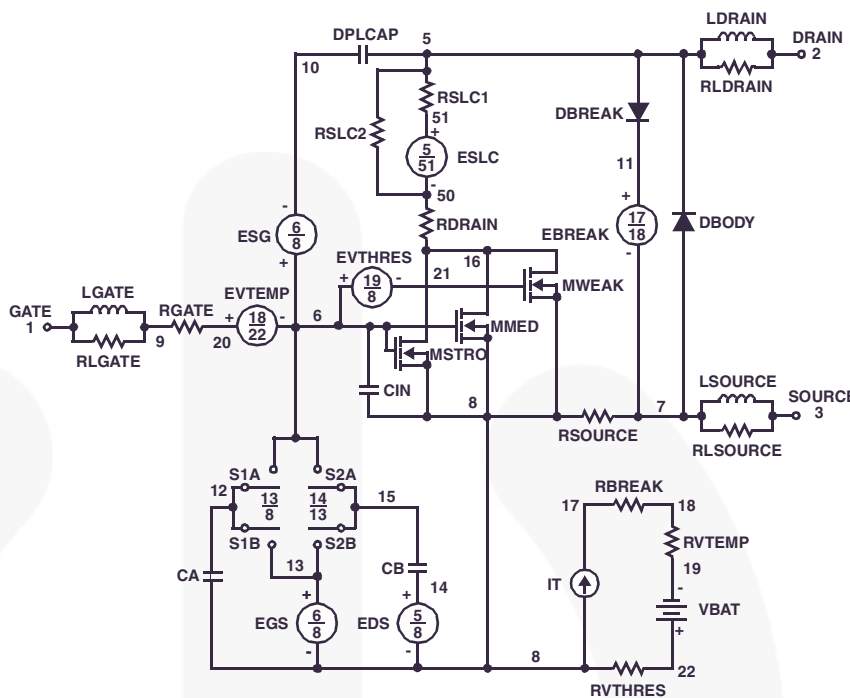 LDRAIN
DPLCAP
5
DRAIN
2
10
RLDRAIN
RSLC1
51
DBREAK
RSLC2
+
5
51
ESLC
-
50
11
-
ESG
6
8
+
RDRAIN
+
17
18
EBREAK
-
DBODY
EVTHRES
16
21
+
19
8
-
MWEAK
LGATE
GATE
1
RGATE
EVTEMP
+
18
22
-
6
MMED
9
20
RLGATE
MSTRO
CIN
LSOURCE
8
7
SOURCE
3
RSOURCE
RLSOURCE
S1A
S2A
12
13
8
14
13
15
RBREAK
17
18
S1B
S2B
RVTEMP
13
CB
19
CA
14
IT
-
VBAT
+
+
EGS
6
8
-
+
EDS
5
8
-
8
22
RVTHRES